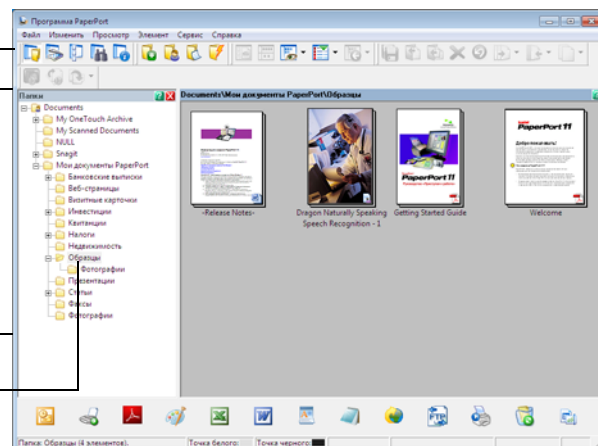 Программа PaperPort
Файл Изменить Просмотр Элемент Сервис Справка
Папки
Documents\Мои документы PaperPort\Образцы
Documents
My OneTouch Archive
My Scanned Documents
NULL
Snagit
Мои документы PaperPort
Банковские выписки
Веб-страницы
Визитные карточки
Инвестиции
Квитанции
Налоги
Недвижимость
Образцы
Фотографии
Презентации
Статьи
Факсы
Фотографии
PaperPort 11
PaperPort 11
Добро пожаловать!
-Release Notes-
Dragon Naturally Speaking Speech Recognition - 1
Getting Started Guide
Welcome
FTP
Папка: Образцы (4 элементов).
Точка белого:
Точка черного: